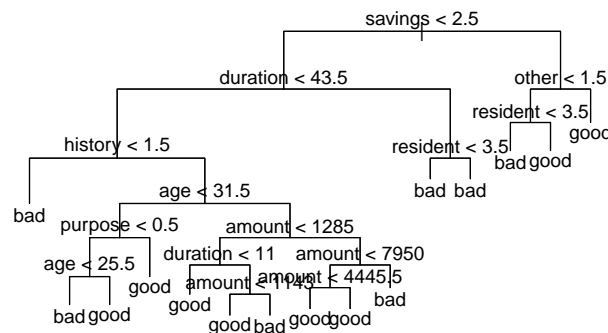 savings < 2.5
duration < 43.5
other < 1.5
resident < 3.5
good
bad
good
history < 1.5
resident < 3.5
bad
bad
bad
age < 31.5
purpose < 0.5
amount < 1285
good
age < 25.5
bad
good
duration < 11
amount < 7950
good
amount < 1143
amount < 4445.5
bad
good
bad
good
good